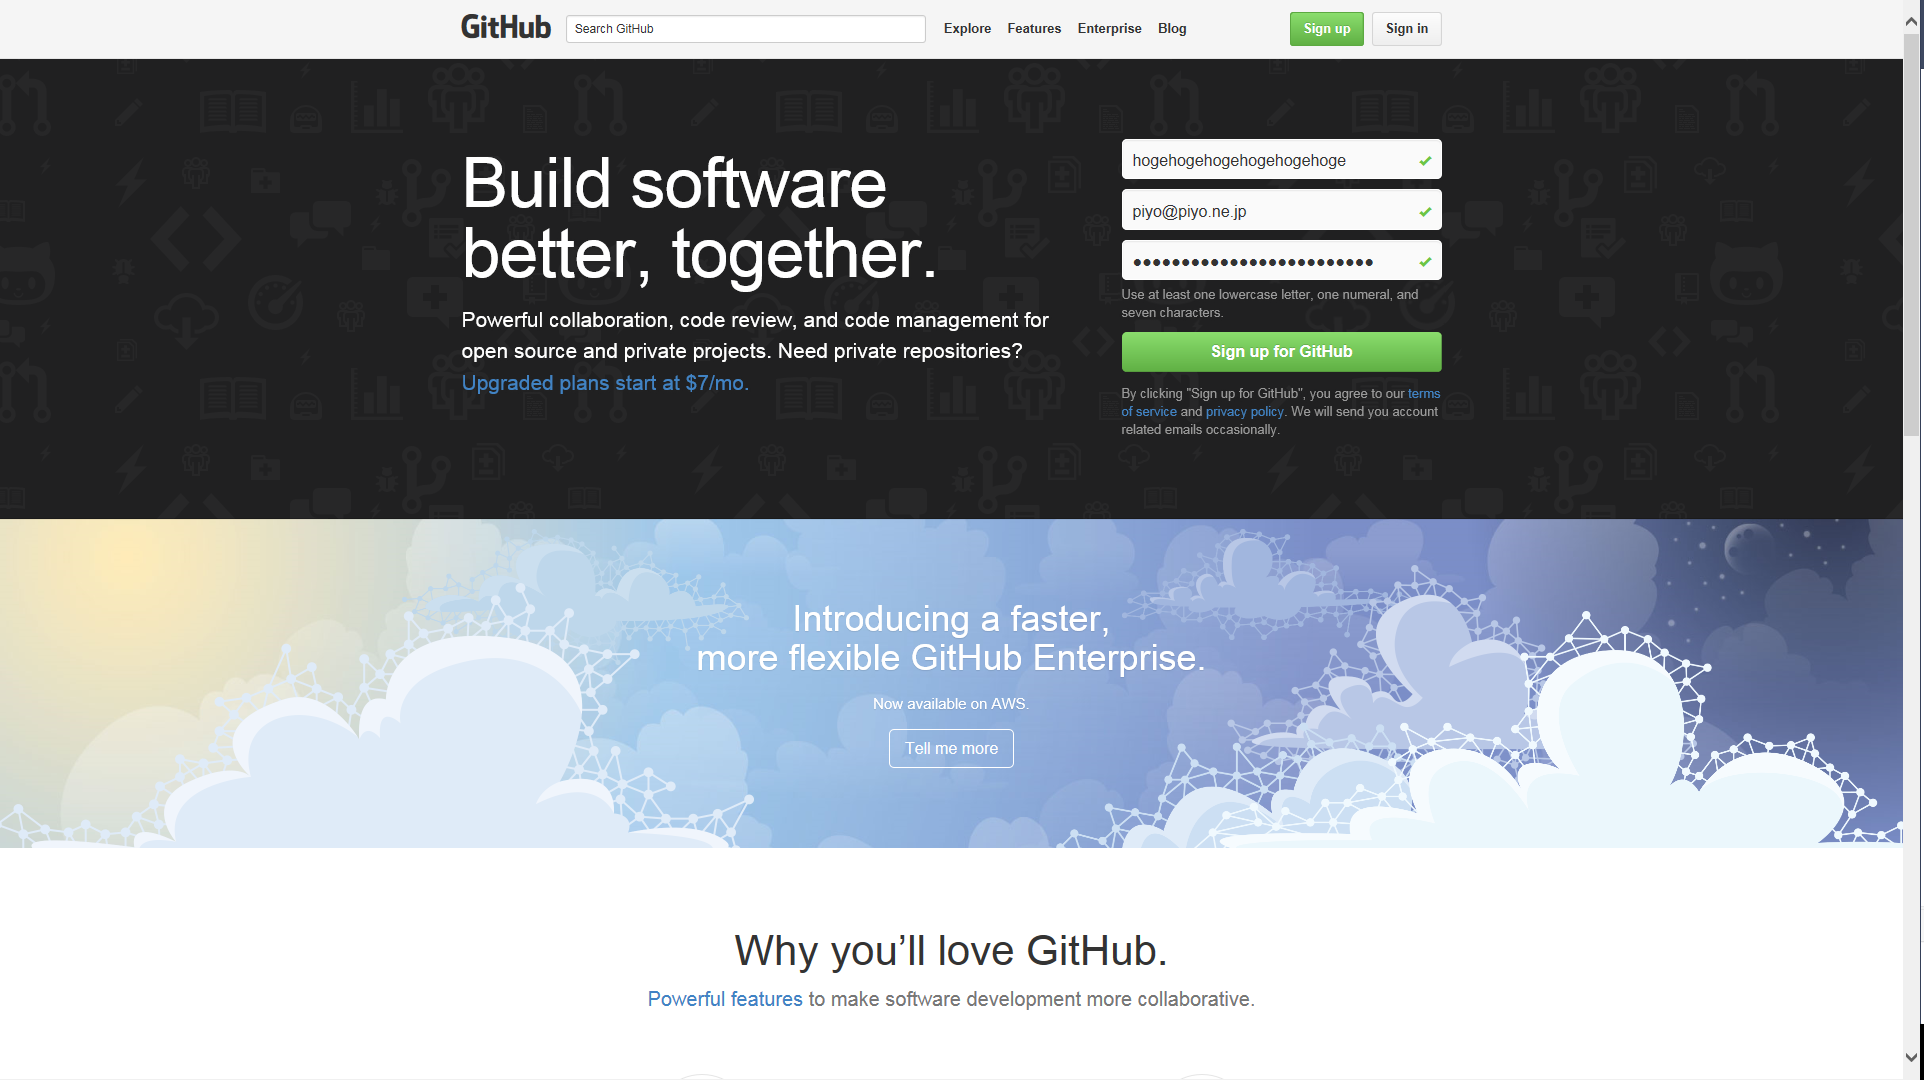 GitHub
Search GitHub
Explore Features Enterprise Blog
Sign up
Sign in
Build software
better, together.
Powerful collaboration, code review, and code management for
open source and private projects. Need private repositories?
Upgraded plans start at $7/mo.
hogehogehogehogehogehoge
piyo@piyo.ne.jp
Use at least one lowercase letter, one numeral, and
seven characters.
Sign up for GitHub
By clicking "Sign up for GitHub", you agree to our terms
of service and privacy policy. We will send you account
related emails occasionally.
Introducing a faster,
more flexible GitHub Enterprise.
Now available on AWS.
Tell me more
Why you’ll love GitHub.
Powerful features to make software development more collaborative.